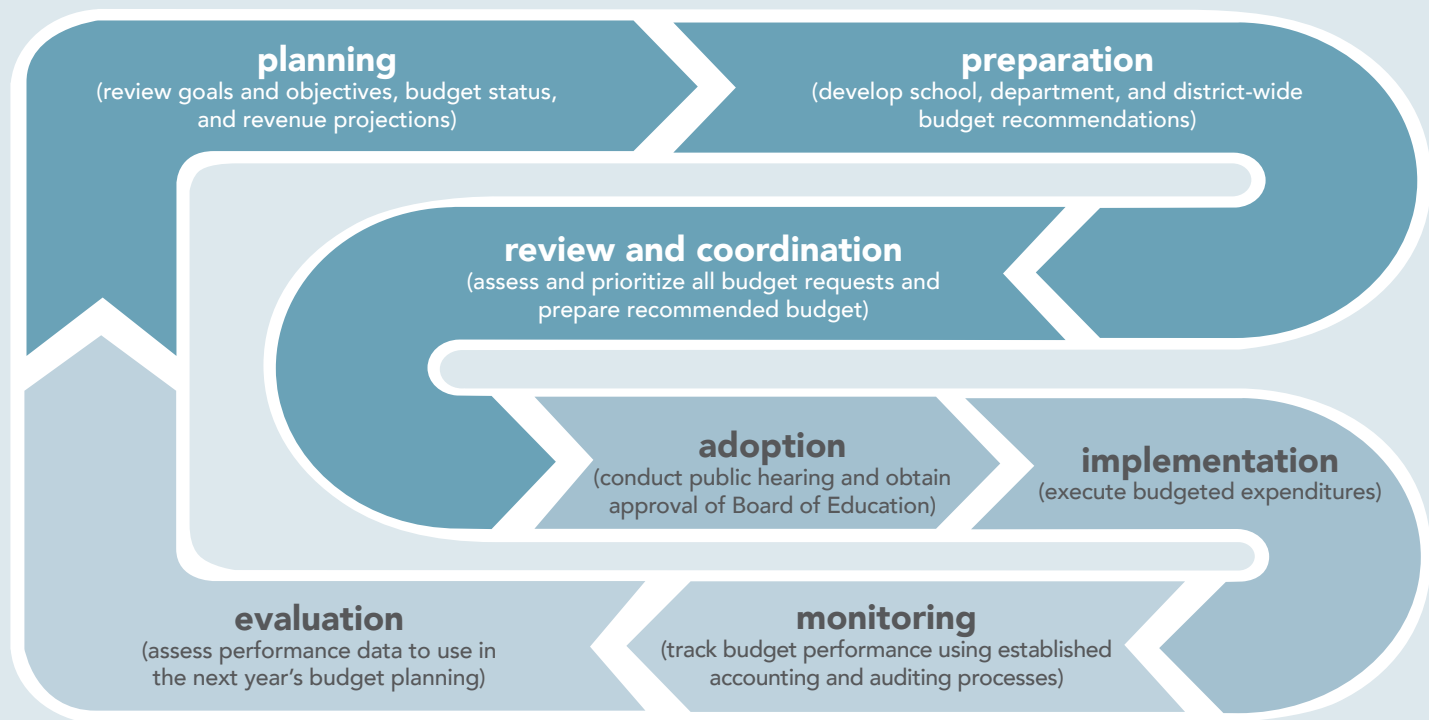 planning
(review goals and objectives, budget status,
and revenue projections)
preparation
(develop school, department, and district-wide
budget recommendations)
review and coordination
(assess and prioritize all budget requests and
prepare recommended budget)
adoption
(conduct public hearing and obtain
approval of Board of Education)
implementation
(execute budgeted expenditures)
monitoring
(track budget performance using established
accounting and auditing processes)
evaluation
(assess performance data to use in
the next year's budget planning)